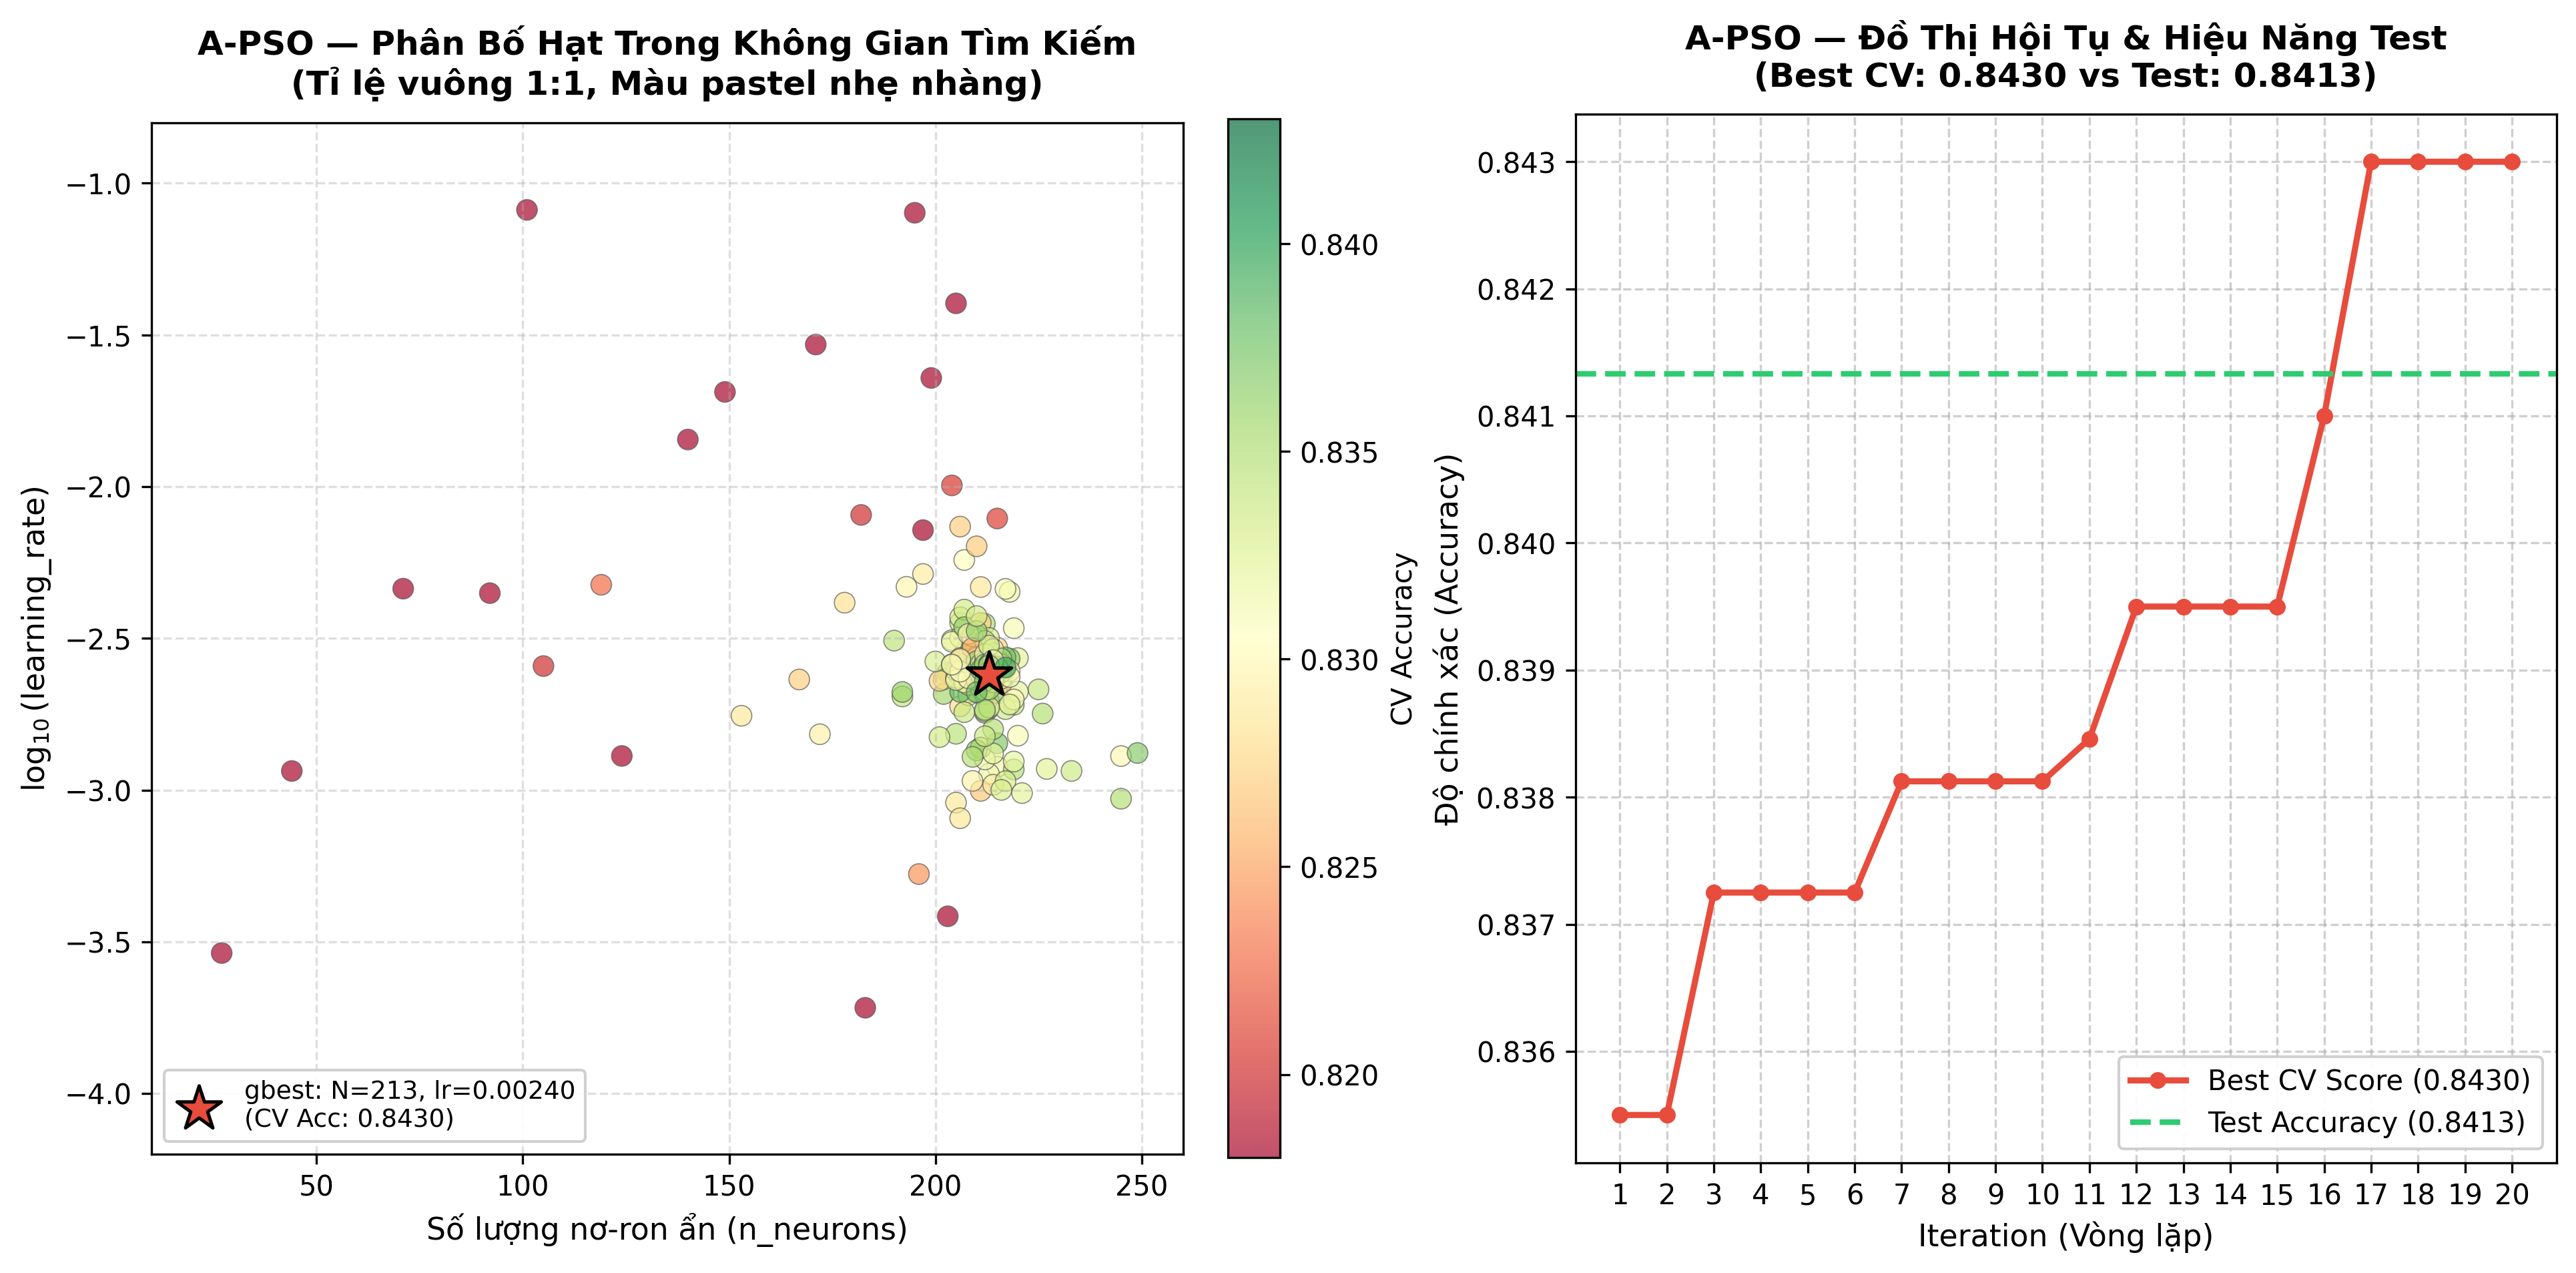 A-PSO — Phân Bố Hạt Trong Không Gian Tìm Kiếm
(Tỉ lệ vuông 1:1, Màu pastel nhẹ nhàng)
−1.0
−1.5
−2.0
−2.5
−3.0
−3.5
−4.0
log₁₀(learning_rate)
gbest: N=213, lr=0.00240
(CV Acc: 0.8430)
50 100 150 200 250
Số lượng nơ-ron ẩn (n_neurons)
0.840
0.835
0.830
0.825
0.820
CV Accuracy
A-PSO — Đồ Thị Hội Tụ & Hiệu Năng Test
(Best CV: 0.8430 vs Test: 0.8413)
0.843
0.842
0.841
0.840
0.839
0.838
0.837
0.836
Độ chính xác (Accuracy)
Best CV Score (0.8430)
Test Accuracy (0.8413)
1 2 3 4 5 6 7 8 9 10 11 12 13 14 15 16 17 18 19 20
Iteration (Vòng lặp)